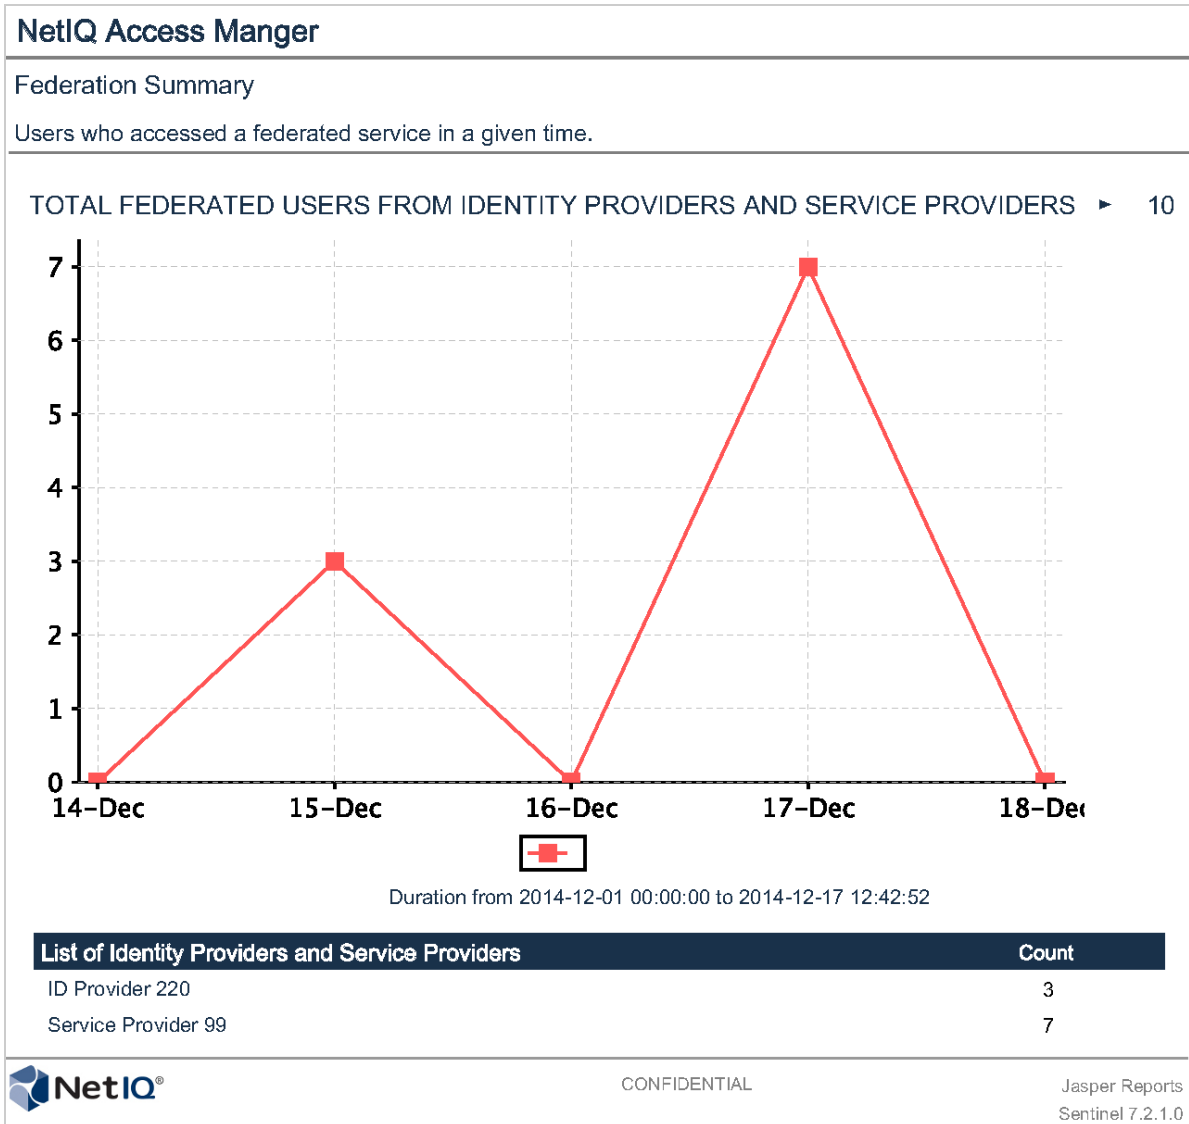 NetIQ Access Manger
Federation Summary
Users who accessed a federated service in a given time.
TOTAL FEDERATED USERS FROM IDENTITY PROVIDERS AND SERVICE PROVIDERS ► 10
7
6
5
4
3
2
1
0
14-Dec 15-Dec 16-Dec 17-Dec 18-Dec
Duration from 2014-12-01 00:00:00 to 2014-12-17 12:42:52
List of Identity Providers and Service Providers Count
ID Provider 220 3
Service Provider 99 7
NetIQ® CONFIDENTIAL Jasper Reports
Sentinel 7.2.1.0